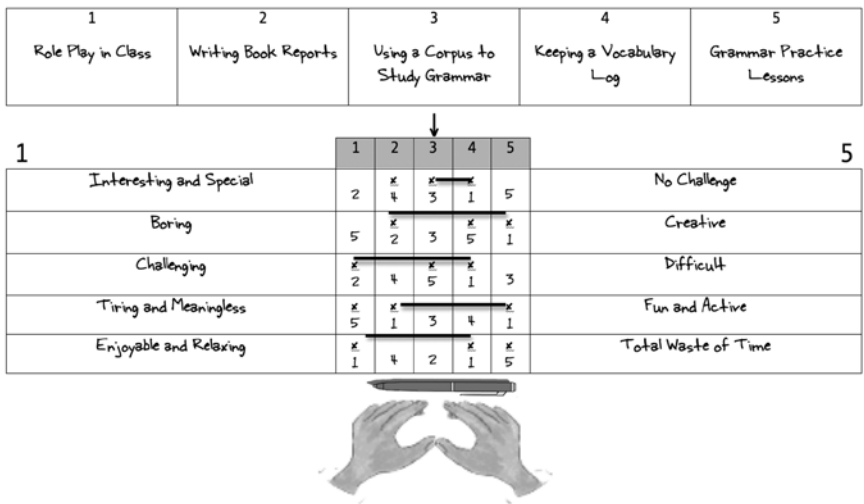 1 2 3 4 5
Role Play in Class Writing Book Reports Using a Corpus to Study Grammar Keeping a Vocabulary Log Grammar Practice Lessons
1 1 2 3 4 5 5
Interesting and Special x x x No Challenge
2 4 3 1 5
Boring x x x Creative
5 2 3 5 1
Challenging x x x Difficult
2 4 5 1 3
Tiring and Meaningless x x x Fun and Active
5 1 3 4 1
Enjoyable and Relaxing x x x Total Waste of Time
1 4 2 1 5